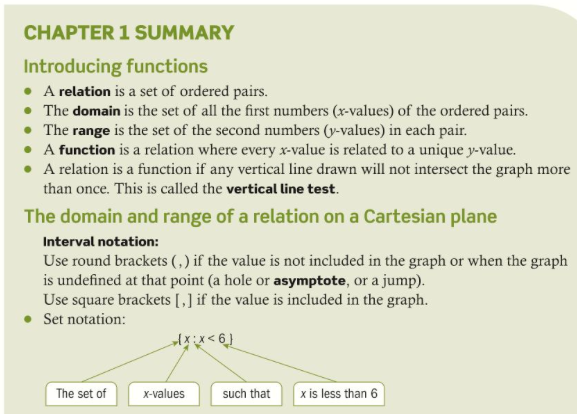 CHAPTER 1 SUMMARY
Introducing functions
● A relation is a set of ordered pairs.
● The domain is the set of all the first numbers (x-values) of the ordered pairs.
● The range is the set of the second numbers (y-values) in each pair.
● A function is a relation where every x-value is related to a unique y-value.
● A relation is a function if any vertical line drawn will not intersect the graph more
than once. This is called the vertical line test.
The domain and range of a relation on a Cartesian plane
Interval notation:
Use round brackets (,) if the value is not included in the graph or when the graph
is undefined at that point (a hole or asymptote, or a jump).
Use square brackets [,] if the value is included in the graph.
● Set notation:
{x : x < 6}
The set of
x-values
such that
x is less than 6